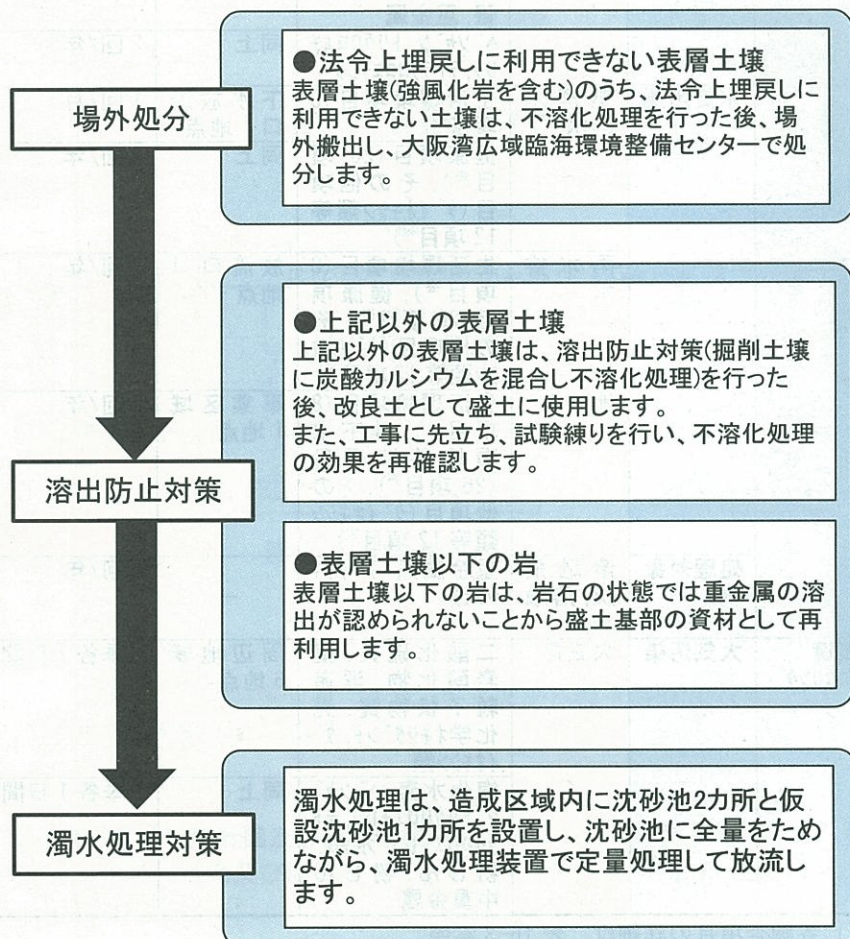 場外処分
●法令上埋戻しに利用できない表層土壌
表層土壌(強風化岩を含む)のうち、法令上埋戻しに
利用できない土壌は、不溶化処理を行った後、場
外搬出し、大阪湾広域臨海環境整備センターで処
分します。
溶出防止対策
●上記以外の表層土壌
上記以外の表層土壌は、溶出防止対策(掘削土壌
に炭酸カルシウムを混合し不溶化処理)を行った
後、改良土として盛土に使用します。
また、工事に先立ち、試験練りを行い、不溶化処理
の効果を再確認します。
●表層土壌以下の岩
表層土壌以下の岩は、岩石の状態では重金属の溶
出が認められないことから盛土基部の資材として再
利用します。
濁水処理対策
濁水処理は、造成区域内に沈砂池2カ所と仮
設沈砂池1カ所を設置し、沈砂池に全量をため
ながら、濁水処理装置で定量処理して放流し
ます。